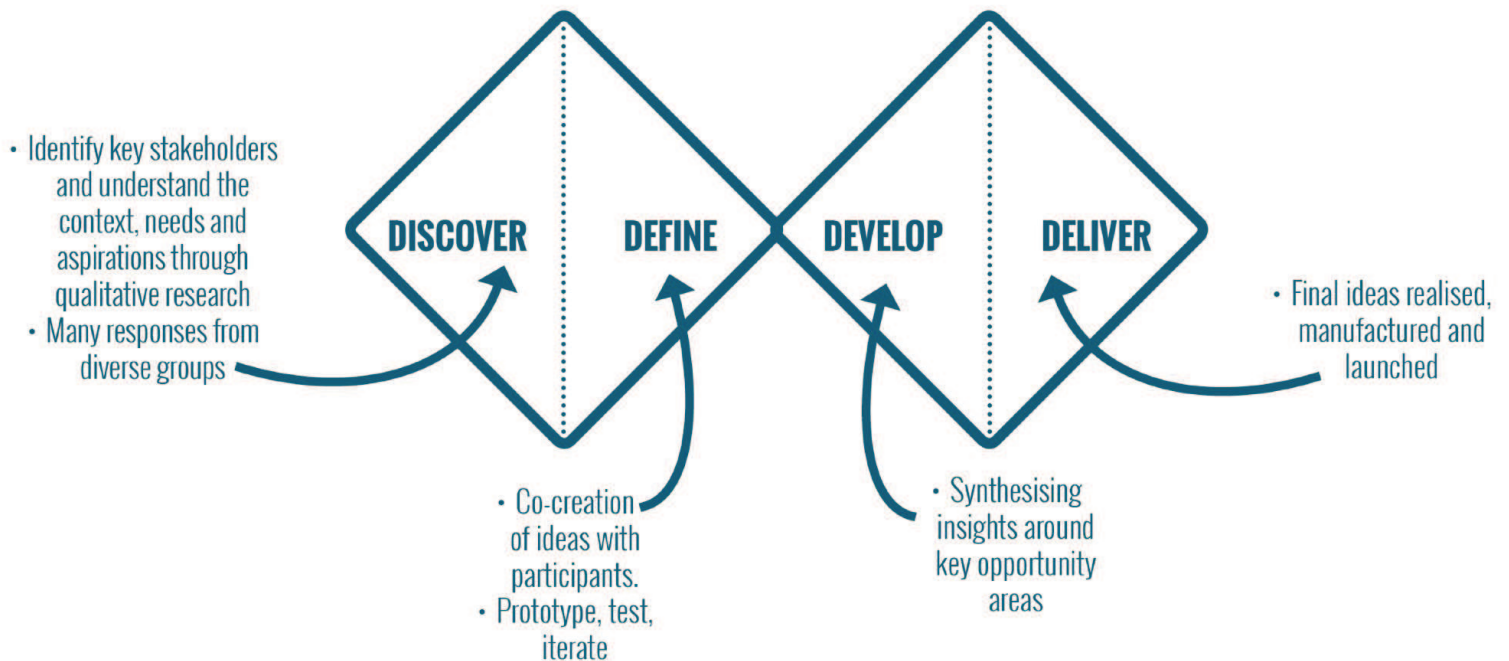 • Identify key stakeholders
and understand the
context, needs and
aspirations through
qualitative research
• Many responses from
diverse groups
DISCOVER
DEFINE
DEVELOP
DELIVER
• Co-creation
of ideas with
participants.
• Prototype, test,
iterate
• Synthesising
insights around
key opportunity
areas
• Final ideas realised,
manufactured and
launched